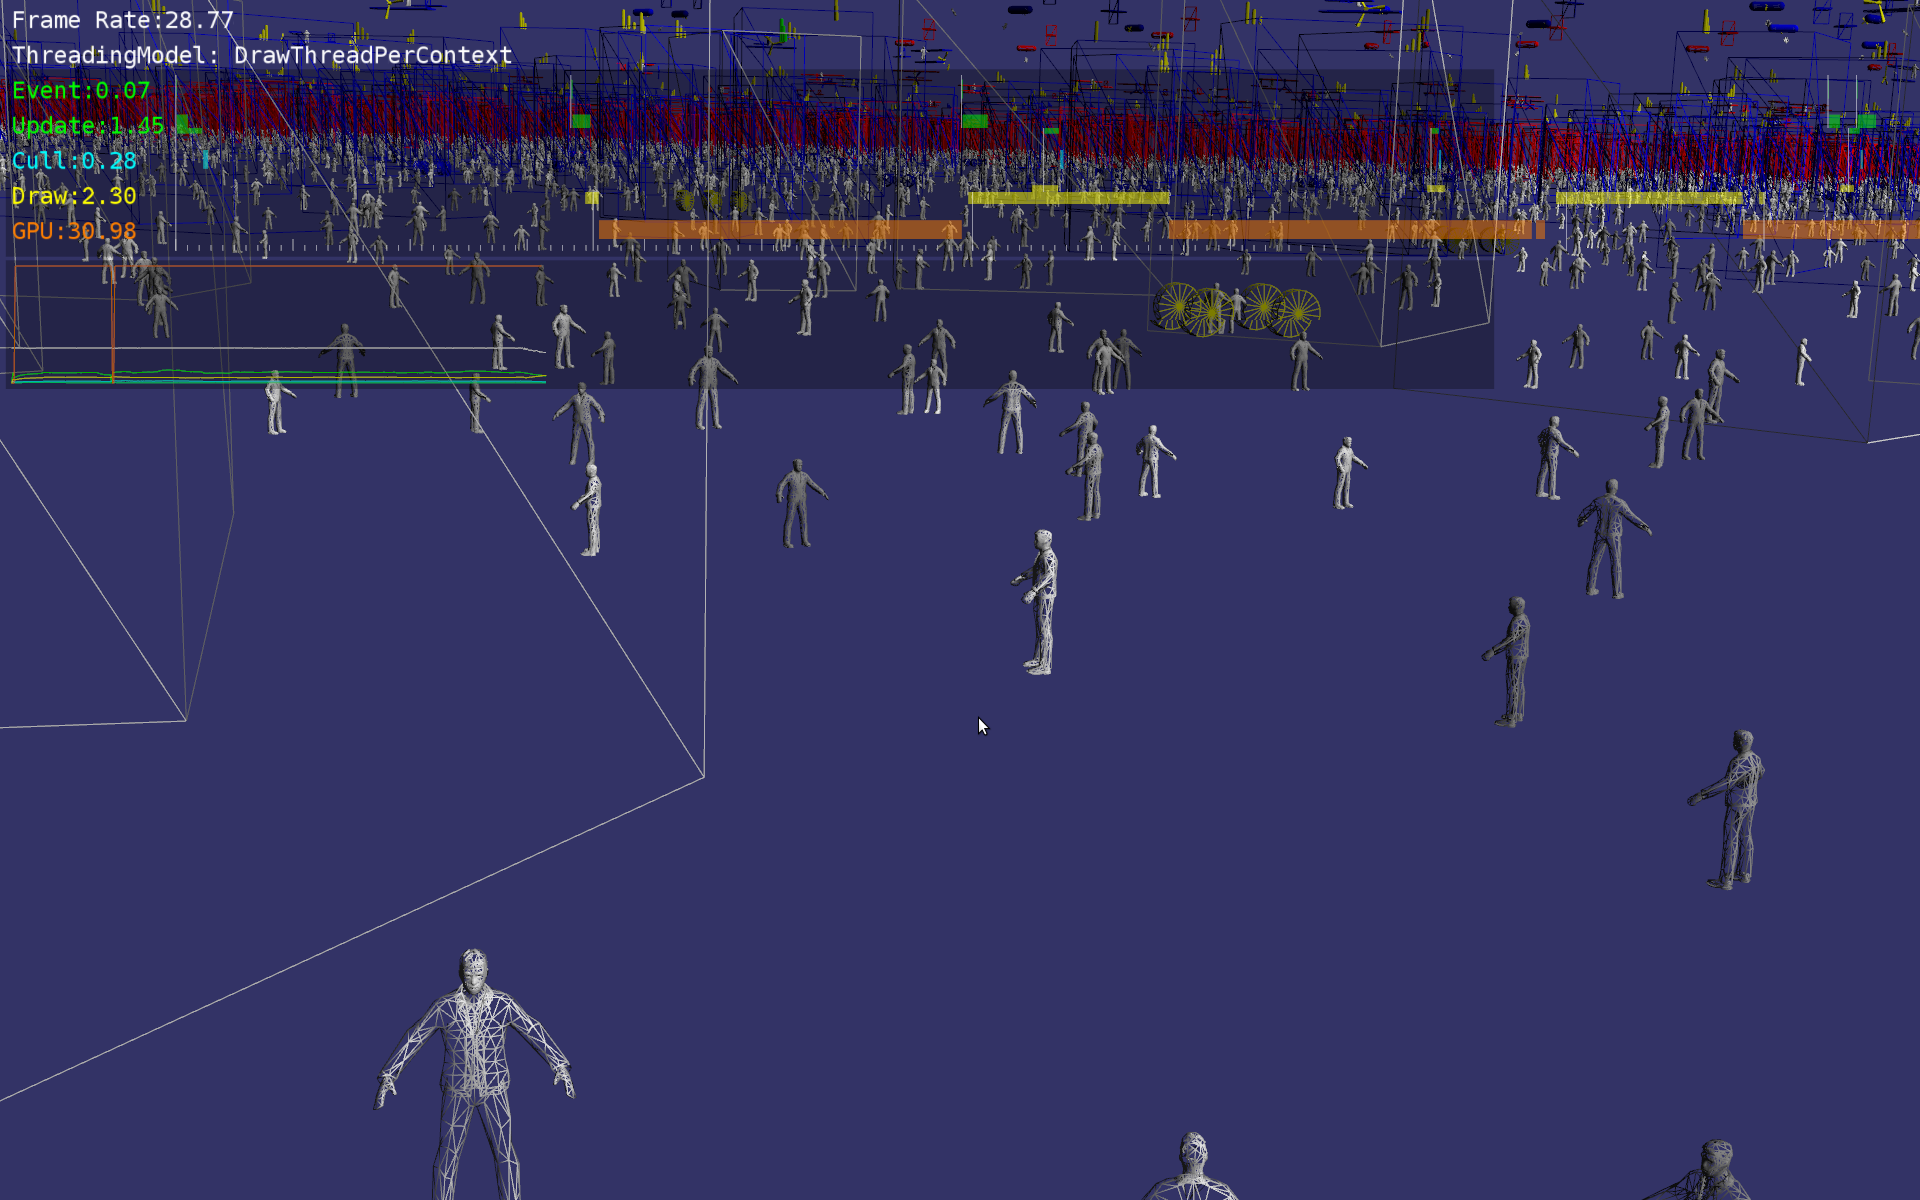 Frame Rate:28.77
ThreadingModel: DrawThreadPerContext
Event:0.07
Update:1.45
Cull:0.28
Draw:2.30
GPU:30.98